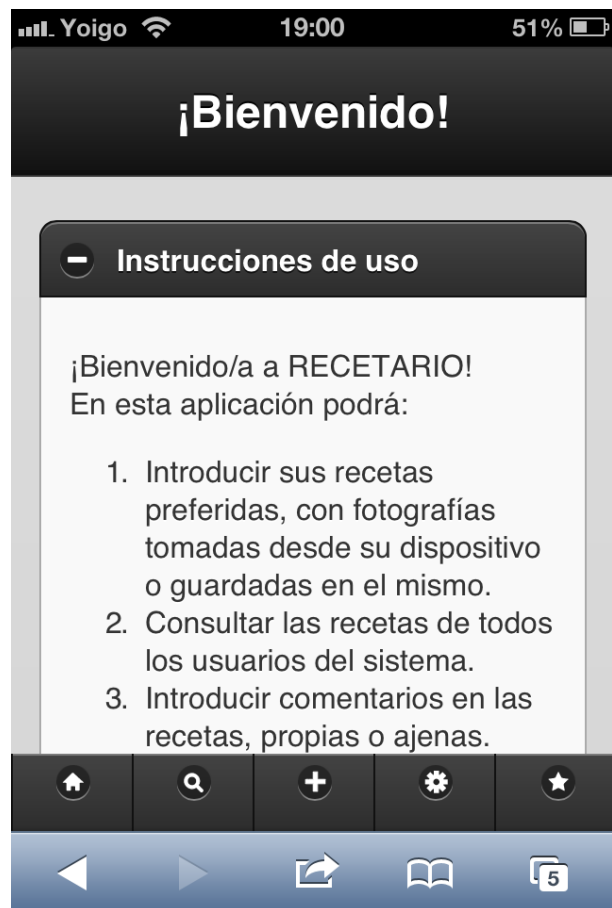 Yoigo 19:00 51%
¡Bienvenido!
Instrucciones de uso
¡Bienvenido/a a RECETARIO!
En esta aplicación podrá:
1. Introducir sus recetas
preferidas, con fotografías
tomadas desde su dispositivo
o guardadas en el mismo.
2. Consultar las recetas de todos
los usuarios del sistema.
3. Introducir comentarios en las
recetas, propias o ajenas.
5